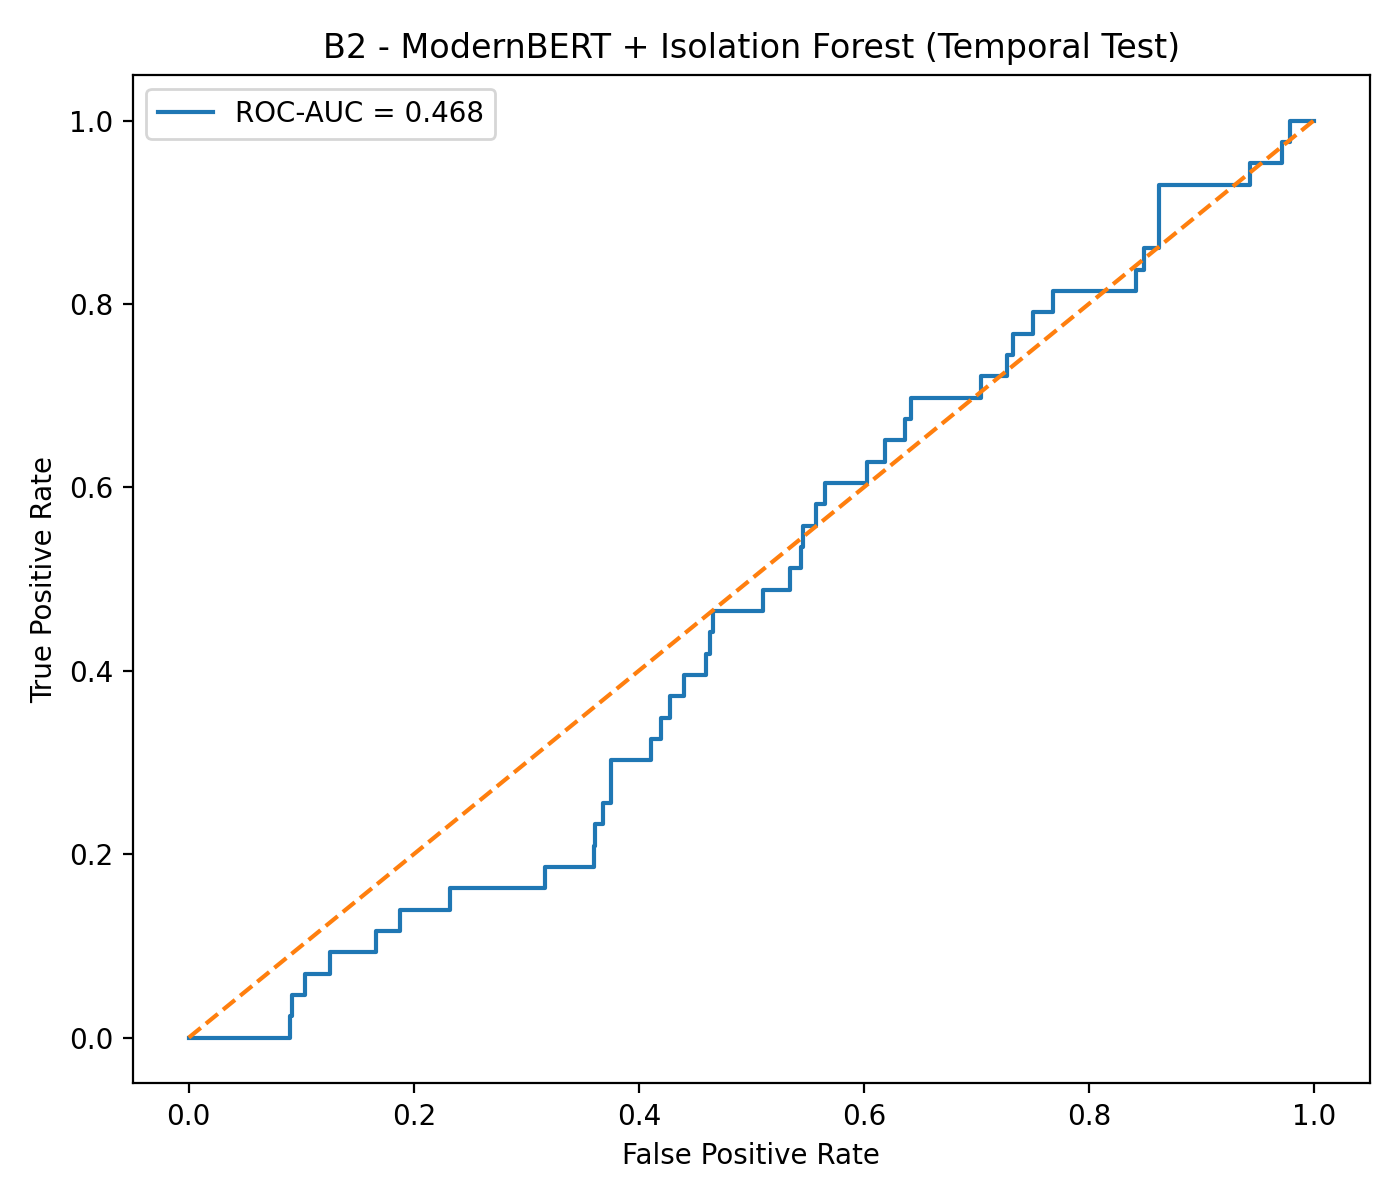 B2 - ModernBERT + Isolation Forest (Temporal Test)
ROC-AUC = 0.468
1.0
0.8
0.6
0.4
0.2
0.0
True Positive Rate
0.0 0.2 0.4 0.6 0.8 1.0
False Positive Rate